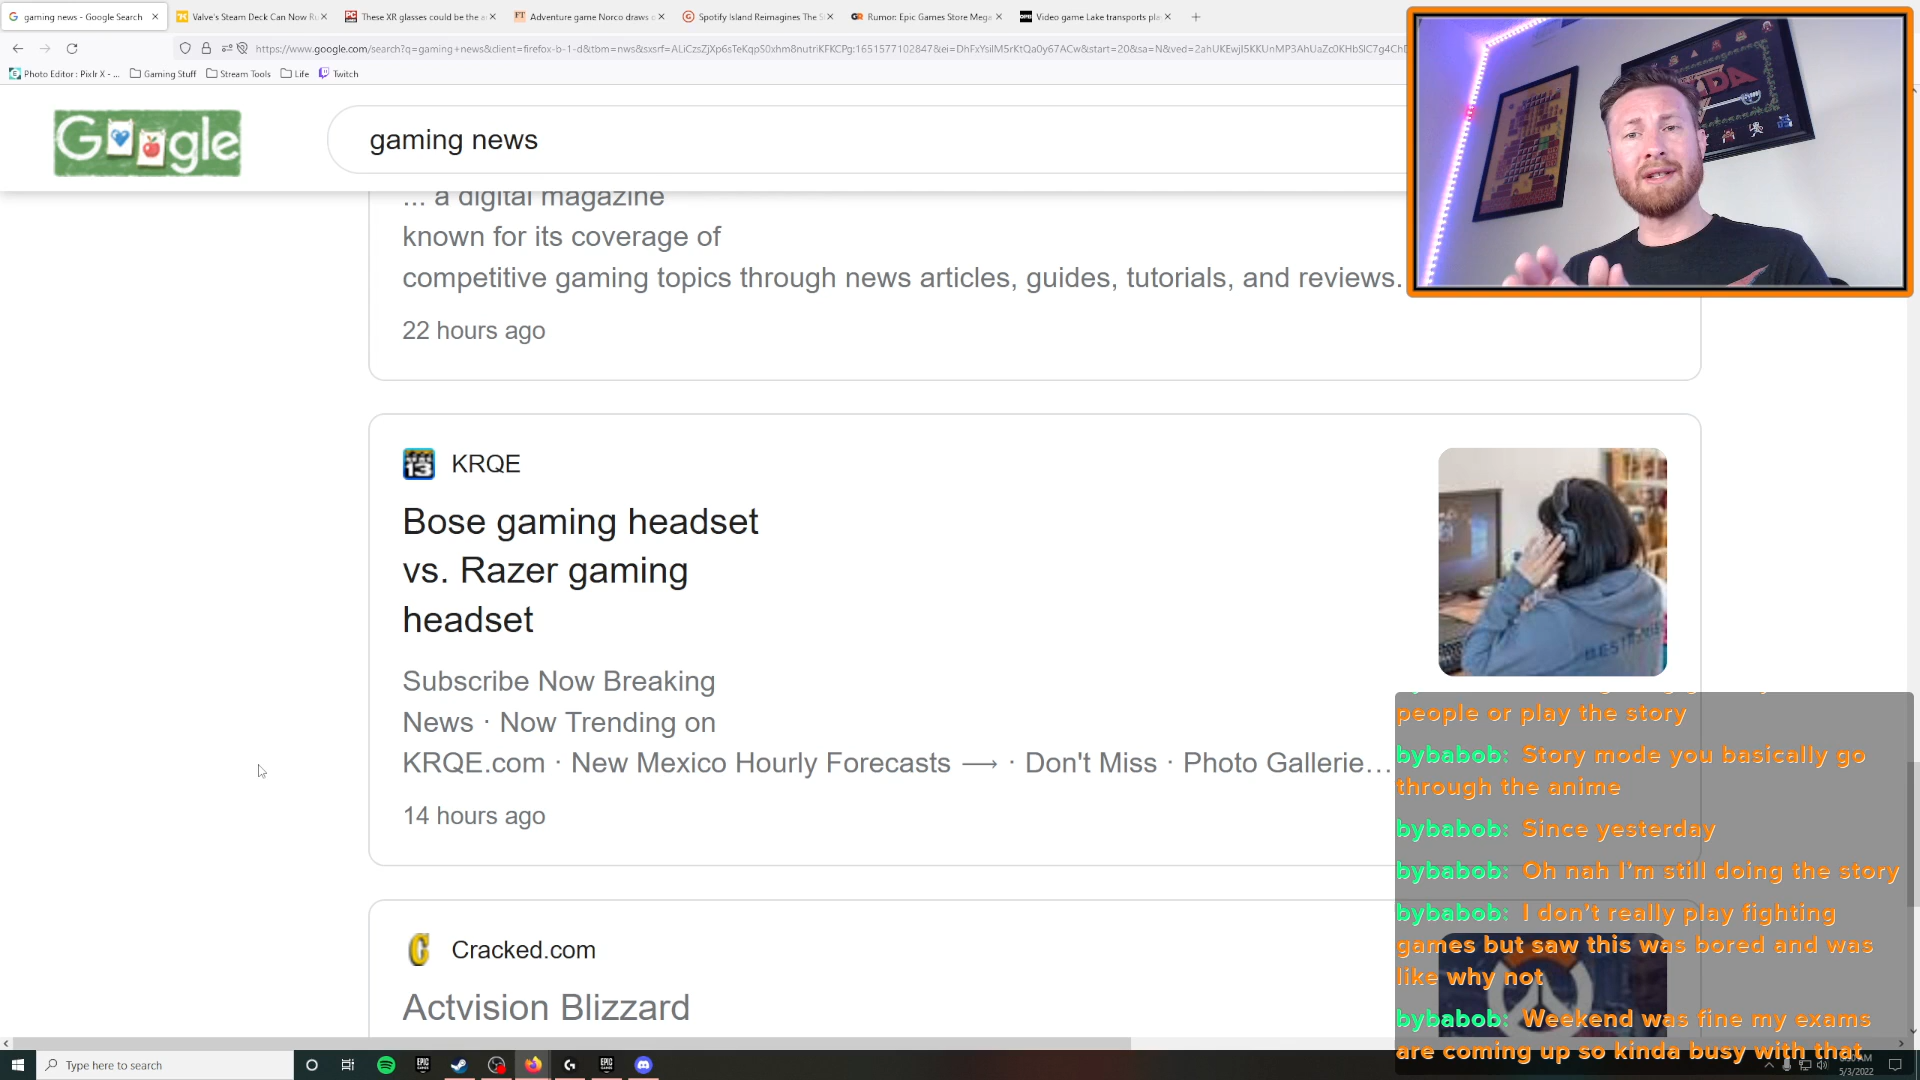 gaming news - Google Search
Valve's Steam Deck Can Now Ru
These XR glasses could be the a
Adventure game Norco draws o
Spotify Island Reimagines The S
Rumor: Epic Games Store Mega
Video game Lake transports pla
Photo Editor : Pixlr X - ...
Gaming Stuff
Stream Tools
Life
Twitch
Google
gaming news
... a digital magazine
known for its coverage of
competitive gaming topics through news articles, guides, tutorials, and reviews.
22 hours ago
KRQE
Bose gaming headset
vs. Razer gaming
headset
Subscribe Now Breaking
News · Now Trending on
KRQE.com · New Mexico Hourly Forecasts ⟶ · Don't Miss · Photo Gallerie...
14 hours ago
Cracked.com
Actvision Blizzard
people or play the story
bybabob: Story mode you basically go
through the anime
bybabob: Since yesterday
bybabob: Oh nah I'm still doing the story
bybabob: I don't really play fighting
games but saw this was bored and was
like why not
bybabob: Weekend was fine my exams
are coming up so kinda busy with that
Type here to search
5/3/2022